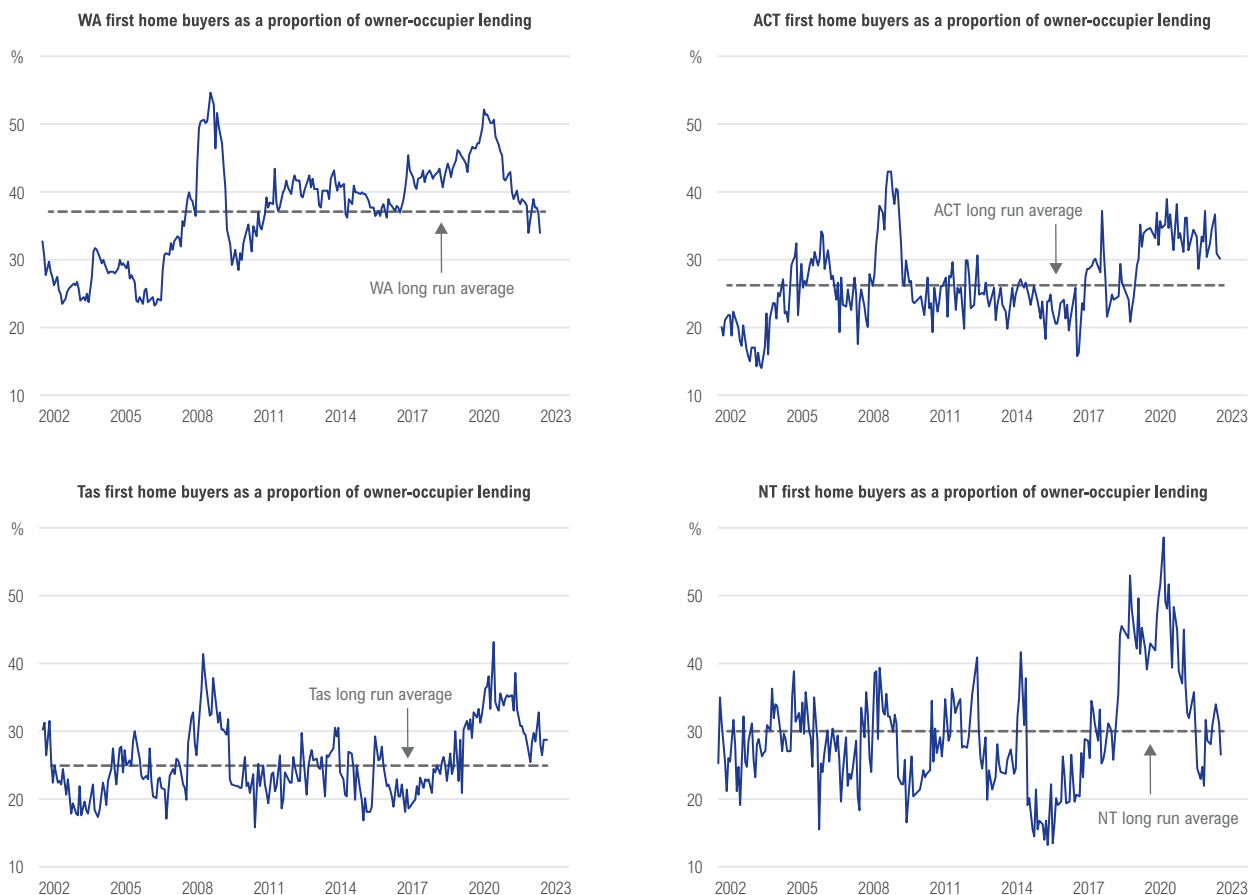 WA first home buyers as a proportion of owner-occupier lending
%
50
40
30
20
10
WA long run average
2002 2005 2008 2011 2014 2017 2020 2023
ACT first home buyers as a proportion of owner-occupier lending
%
50
40
30
20
10
ACT long run average
2002 2005 2008 2011 2014 2017 2020 2023
Tas first home buyers as a proportion of owner-occupier lending
%
50
40
30
20
10
Tas long run average
2002 2005 2008 2011 2014 2017 2020 2023
NT first home buyers as a proportion of owner-occupier lending
%
50
40
30
20
10
NT long run average
2002 2005 2008 2011 2014 2017 2020 2023